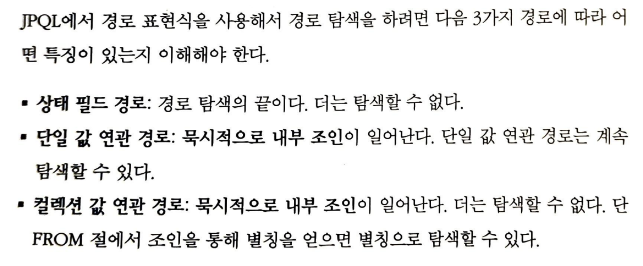 JPQL에서 경로 표현식을 사용해서 경로 탐색을 하려면 다음 3가지 경로에 따라 어
떤 특징이 있는지 이해해야 한다.
▪ 상태 필드 경로: 경로 탐색의 끝이다. 더는 탐색할 수 없다.
▪ 단일 값 연관 경로: 묵시적으로 내부 조인이 일어난다. 단일 값 연관 경로는 계속
탐색할 수 있다.
▪ 컬렉션 값 연관 경로: 묵시적으로 내부 조인이 일어난다. 더는 탐색할 수 없다. 단
FROM 절에서 조인을 통해 별칭을 얻으면 별칭으로 탐색할 수 있다.